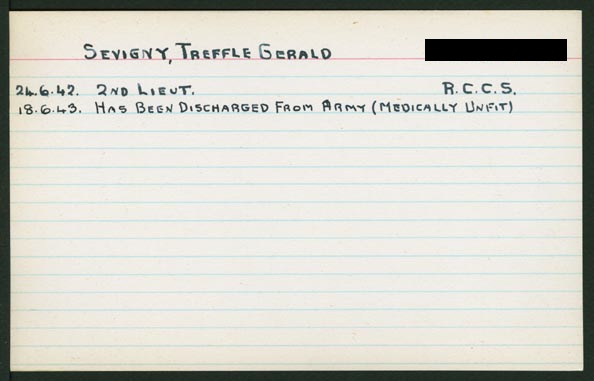 SEVIGNY, TREFFLE GERALD
24.6.42. 2ND LIEUT. R.C.C.S.
18.6.43. HAS BEEN DISCHARGED FROM ARMY (MEDICALLY UNFIT)